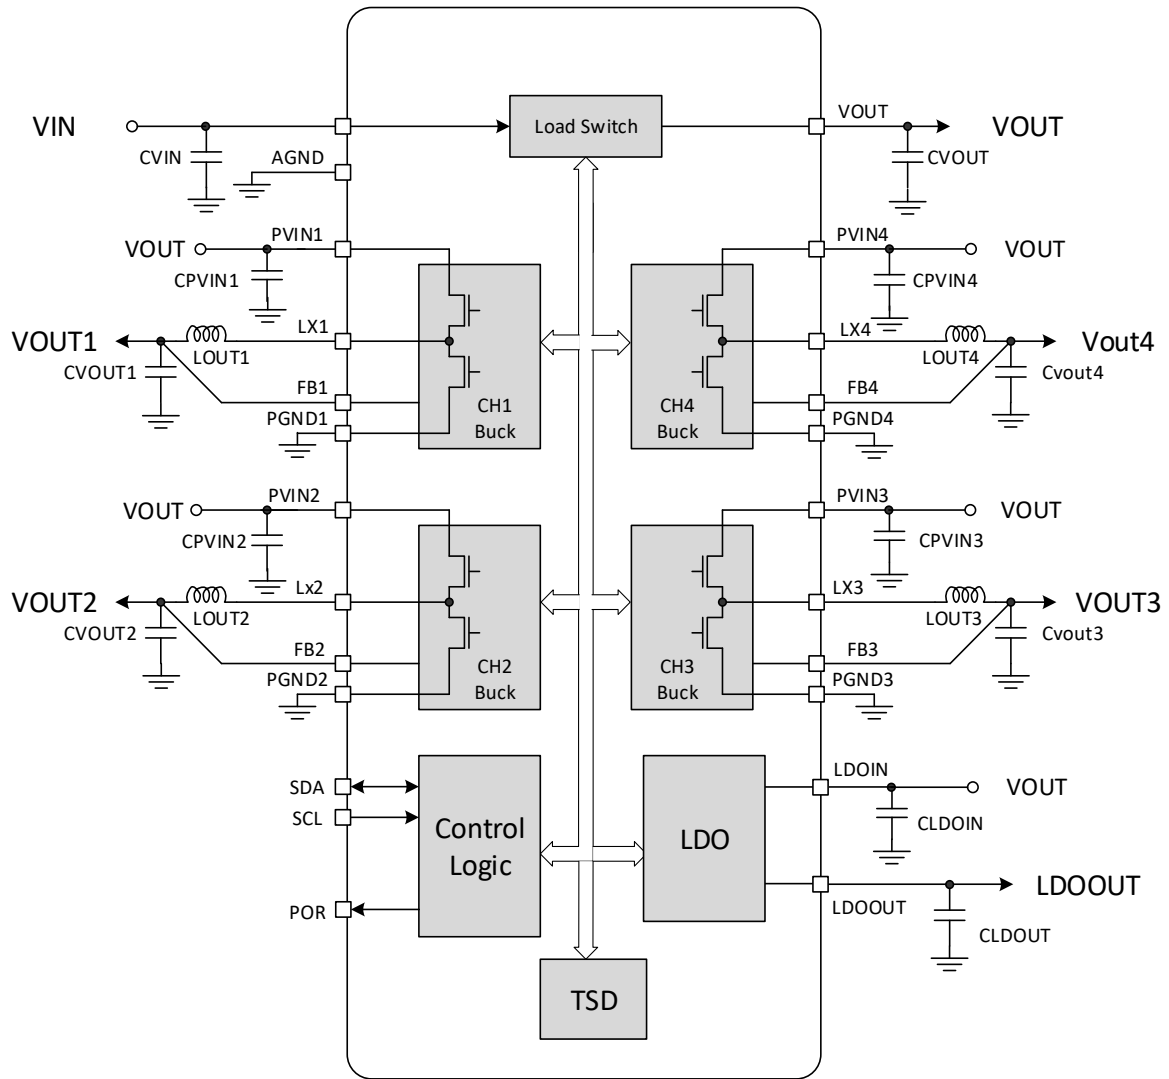 VIN
CVIN
AGND
Load Switch
VOUT
VOUT
CVOUT
VOUT
PVIN1
CPVIN1
PVIN4
VOUT
CPVIN4
VOUT1
LX1
LOUT1
CVOUT1
FB1
PGND1
CH1
Buck
CH4
Buck
LX4
LOUT4
Vout4
Cvout4
FB4
PGND4
VOUT
PVIN2
CPVIN2
PVIN3
VOUT
CPVIN3
VOUT2
Lx2
LOUT2
CVOUT2
FB2
PGND2
CH2
Buck
CH3
Buck
LX3
LOUT3
VOUT3
Cvout3
FB3
PGND3
SDA
SCL
POR
Control
Logic
LDO
LDOIN
VOUT
CLDOIN
LDOOUT
LDOOUT
CLDOUT
TSD